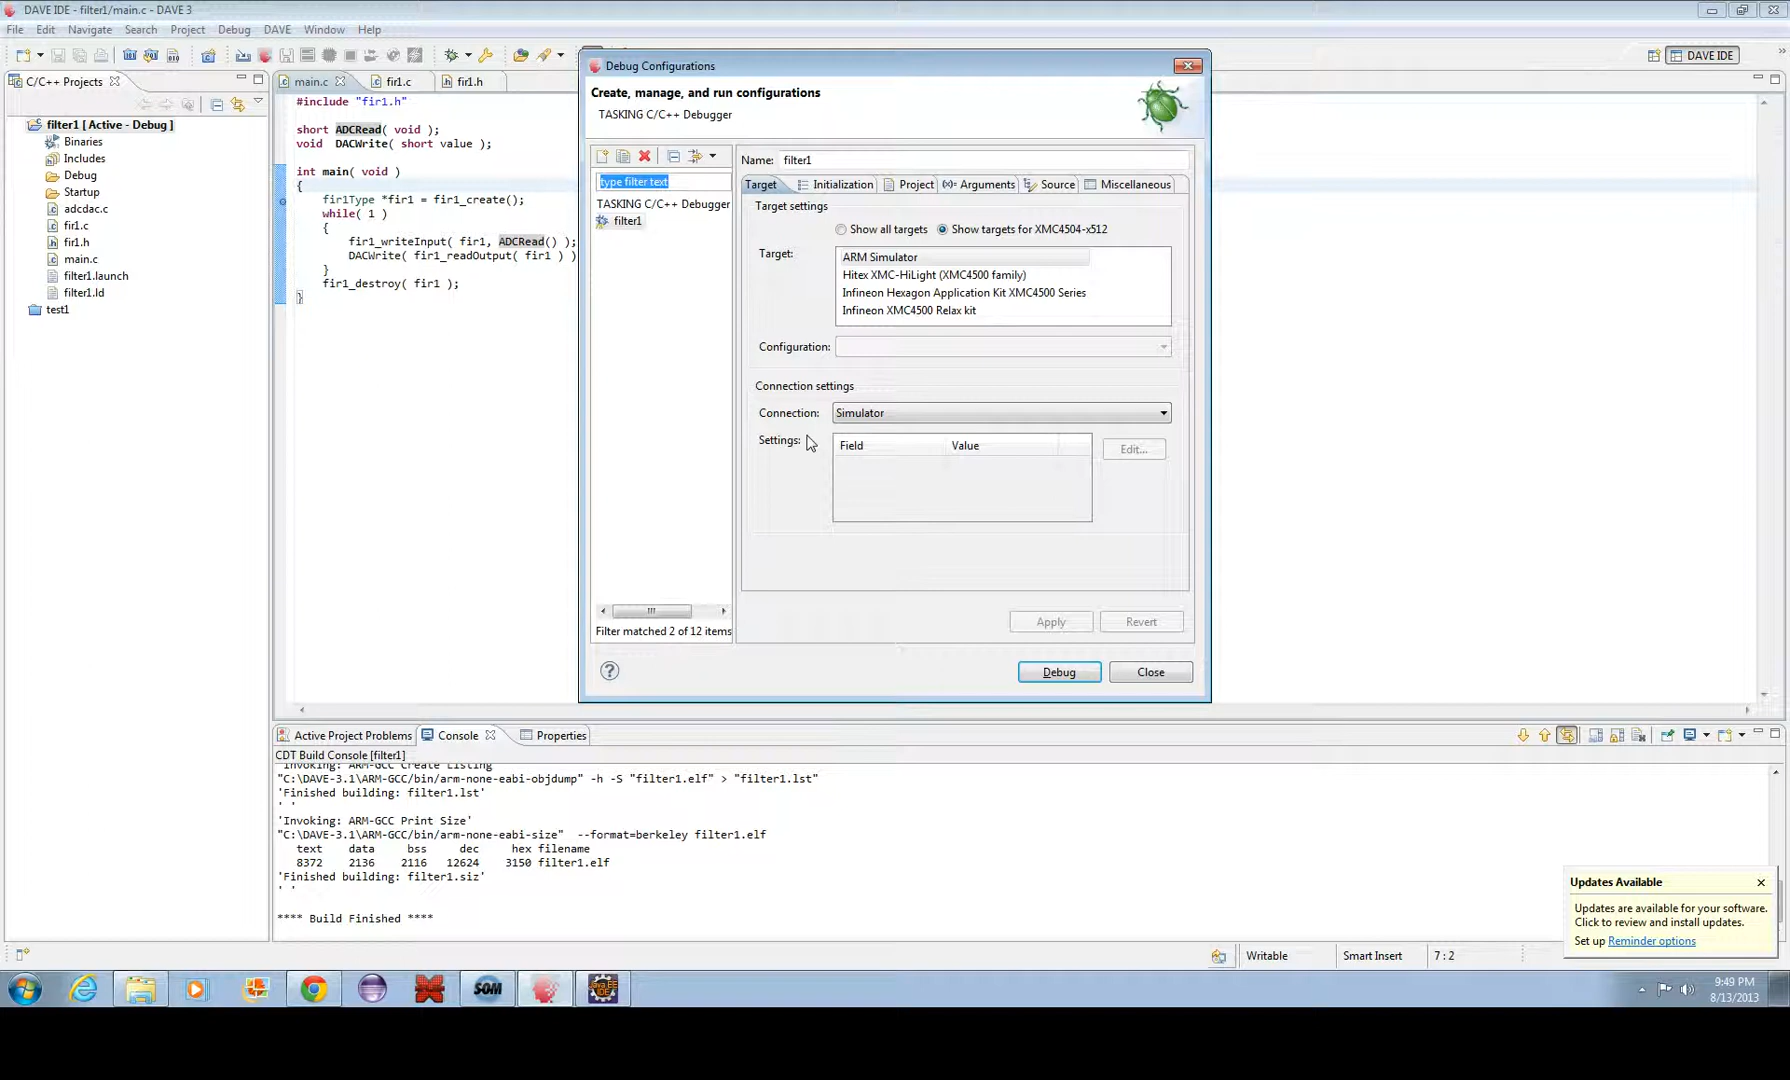 DAVE IDE - filter1/main.c - DAVE 3
File Edit Navigate Search Project Debug DAVE Window Help
DAVE IDE
C/C++ Projects
filter1 [ Active - Debug ]
Binaries
Includes
Debug
Startup
adcdac.c
fir1.c
fir1.h
main.c
filter1.launch
filter1.ld
test1
main.c fir1.c fir1.h
#include "fir1.h"
short ADCRead( void );
void DACWrite( short value );
int main( void )
{
fir1Type *fir1 = fir1_create();
while( 1 )
{
fir1_writeInput( fir1, ADCRead() );
DACWrite( fir1_readOutput( fir1 ) )
}
fir1_destroy( fir1 );
}
Debug Configurations
Create, manage, and run configurations
TASKING C/C++ Debugger
type filter text
TASKING C/C++ Debugger
filter1
Filter matched 2 of 12 items
Name: filter1
Target Initialization Project Arguments Source Miscellaneous
Target settings
Show all targets Show targets for XMC4504-x512
Target:
ARM Simulator
Hitex XMC-HiLight (XMC4500 family)
Infineon Hexagon Application Kit XMC4500 Series
Infineon XMC4500 Relax kit
Configuration:
Connection settings
Connection: Simulator
Settings: Field Value Edit...
Apply Revert
Debug Close
Active Project Problems Console Properties
CDT Build Console [filter1]
'Invoking: ARM-GCC Create Listing'
"C:\DAVE-3.1\ARM-GCC/bin/arm-none-eabi-objdump" -h -S "filter1.elf" > "filter1.lst"
'Finished building: filter1.lst'
' '
'Invoking: ARM-GCC Print Size'
"C:\DAVE-3.1\ARM-GCC/bin/arm-none-eabi-size" --format=berkeley filter1.elf
text data bss dec hex filename
8372 2136 2116 12624 3150 filter1.elf
'Finished building: filter1.siz'
' '
**** Build Finished ****
Updates Available
Updates are available for your software.
Click to review and install updates.
Set up Reminder options
Writable Smart Insert 7 : 2
SOM
Java EE
IDE
9:49 PM
8/13/2013